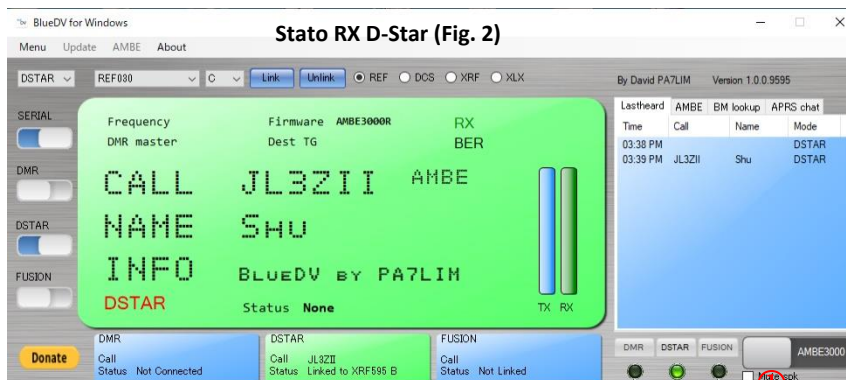 BlueDV for Windows
Stato RX D-Star (Fig. 2)
Menu Update AMBE About
DSTAR REF030 C Link Unlink REF DCS XRF XLX
By David PA7LIM Version 1.0.0.9595
Lastheard AMBE BM lookup APRS chat
Time Call Name Mode
03:38 PM DSTAR
03:39 PM JL3ZII Shu DSTAR
SERIAL
DMR
DSTAR
FUSION
Frequency Firmware AMBE3000R RX
DMR master Dest TG BER
CALL JL3ZII AMBE
NAME Shu
INFO BlueDV by PA7LIM
DSTAR Status None TX RX
Donate
DMR
Call
Status Not Connected
DSTAR
Call JL3ZII
Status Linked to XRF595 B
FUSION
Call
Status Not Linked
DMR DSTAR FUSION AMBE3000
Mute spk